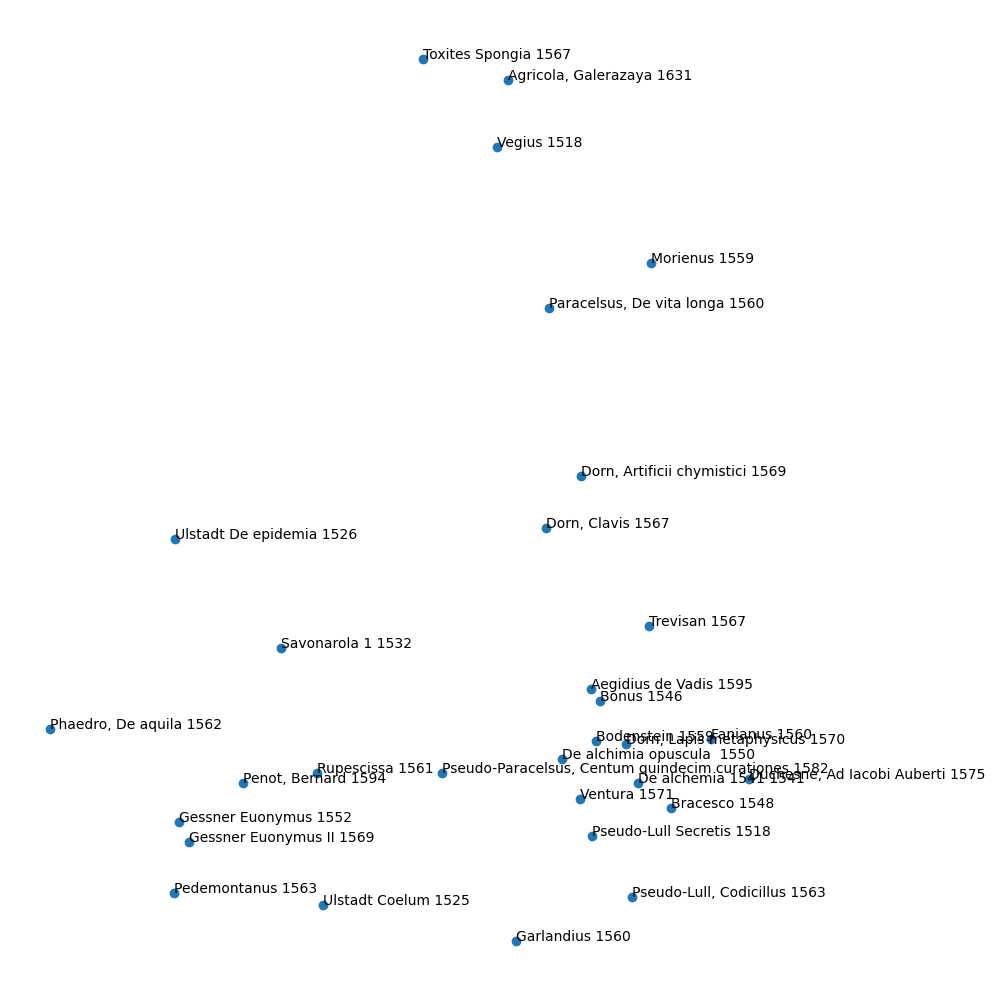 Toxites Spongia 1567
Agricola, Galerazaya 1631
Vegius 1518
Morienus 1559
Paracelsus, De vita longa 1560
Dorn, Artificii chymistici 1569
Dorn, Clavis 1567
Ulstadt De epidemia 1526
Trevisan 1567
Savonarola 1 1532
Aegidius de Vadis 1595
Bonus 1546
Phaedro, De aquila 1562
Bodenstein 1559
Fanianus 1560
Dorn, Lapis metaphysicus 1570
De alchimia opuscula 1550
Rupescissa 1561
Pseudo-Paracelsus, Centum quindecim curationes 1582
Duchesne, Ad Iacobi Auberti 1575
Penot, Bernard 1594
De alchemia 1541 1541
Ventura 1571
Bracesco 1548
Gessner Euonymus 1552
Pseudo-Lull Secretis 1518
Gessner Euonymus II 1569
Pedemontanus 1563
Pseudo-Lull, Codicillus 1563
Ulstadt Coelum 1525
Garlandius 1560